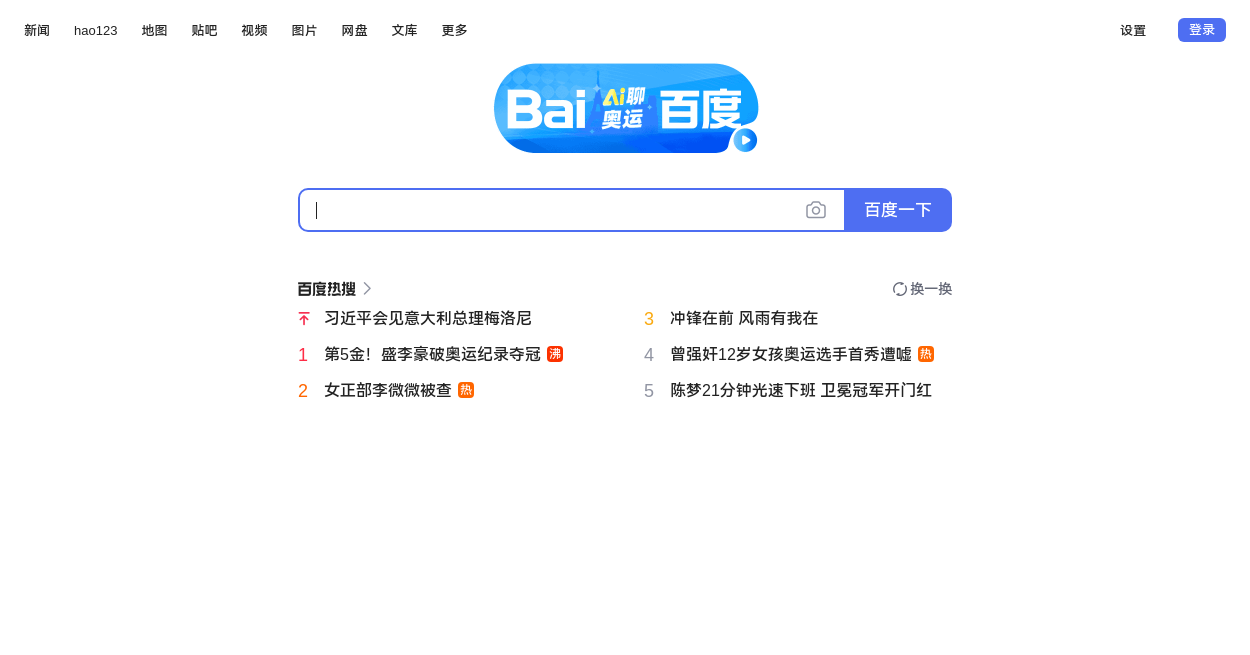 新闻 hao123 地图 贴吧 视频 图片 网盘 文库 更多 设置 登录
Bai Ai聊奥运 百度
百度一下
百度热搜 换一换
习近平会见意大利总理梅洛尼
1 第5金！盛李豪破奥运纪录夺冠 沸
2 女正部李微微被查 热
3 冲锋在前 风雨有我在
4 曾强奸12岁女孩奥运选手首秀遭嘘 热
5 陈梦21分钟光速下班 卫冕冠军开门红